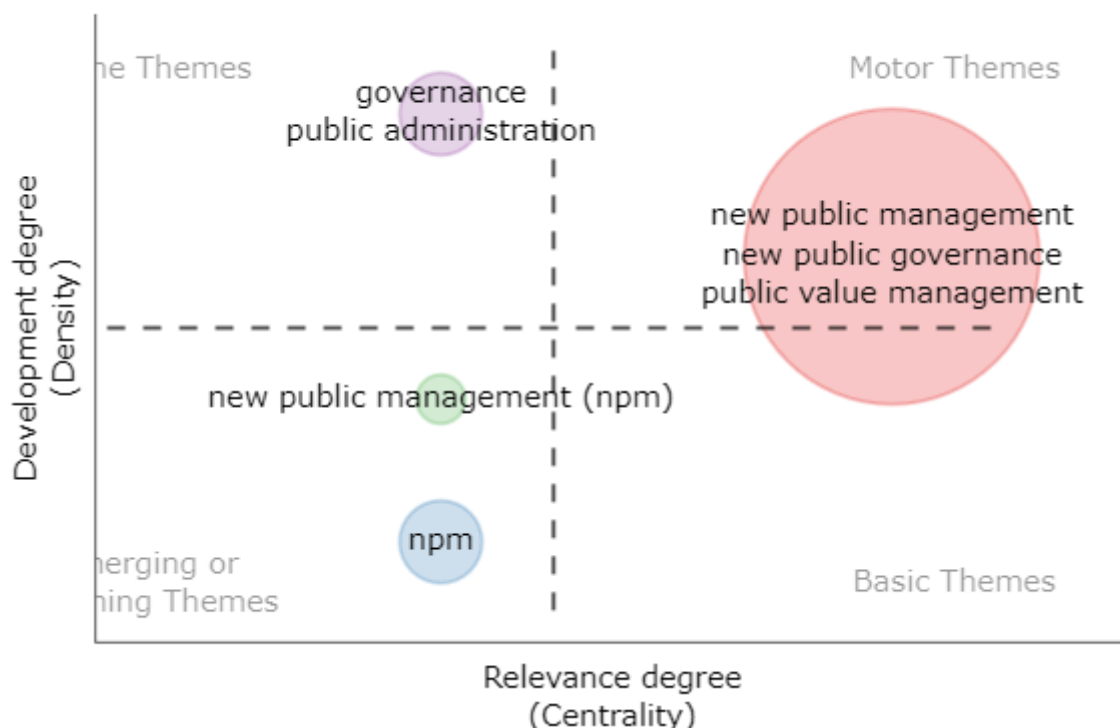 ne Themes
Motor Themes
governance
public administration
new public management
new public governance
public value management
new public management (npm)
npm
nerging or
ning Themes
Basic Themes
Development degree
(Density)
Relevance degree
(Centrality)